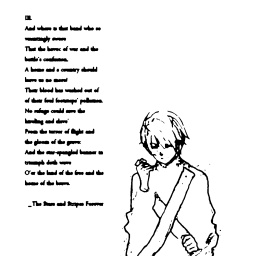 III.
And where is that band who so
vauntingly swore
That the havoc of war and the
battle's confusion,
A home and a country should
leave us no more!
Their blood has washed out of
of their foul footsteps' pollution.
No refuge could save the
hireling and slave'
From the terror of flight and
the gloom of the grave:
And the star-spangled banner in
triumph doth wave
O'er the land of the free and the
home of the brave.
_The Stars and Stripes Forever